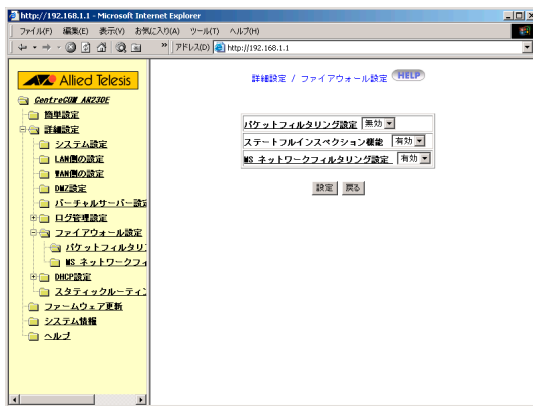 http://192.168.1.1 - Microsoft Internet Explorer
ファイル(F) 編集(E) 表示(V) お気に入り(A) ツール(T) ヘルプ(H)
» アドレス(D) http://192.168.1.1
Allied Telesis
CentreCOM AR230E
簡単設定
詳細設定
システム設定
LAN側の設定
WAN側の設定
DMZ設定
バーチャルサーバー設
ログ管理設定
ファイアウォール設定
パケットフィルタリ
MS ネットワークフィ
DHCP設定
スタティックルーティ
ファームウェア更新
システム情報
ヘルプ
詳細設定 / ファイアウォール設定 HELP
パケットフィルタリング設定 無効
ステートフルインスペクション機能 有効
MS ネットワークフィルタリング設定 有効
設定 戻る